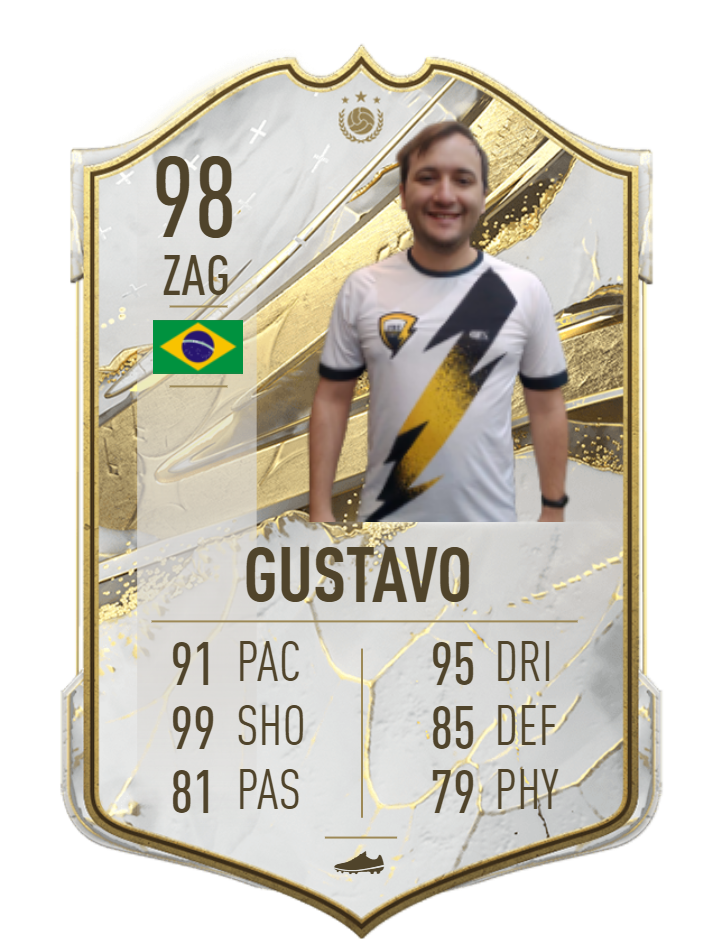 98
ZAG
GUSTAVO
91 PAC
95 DRI
99 SHO
85 DEF
81 PAS
79 PHY